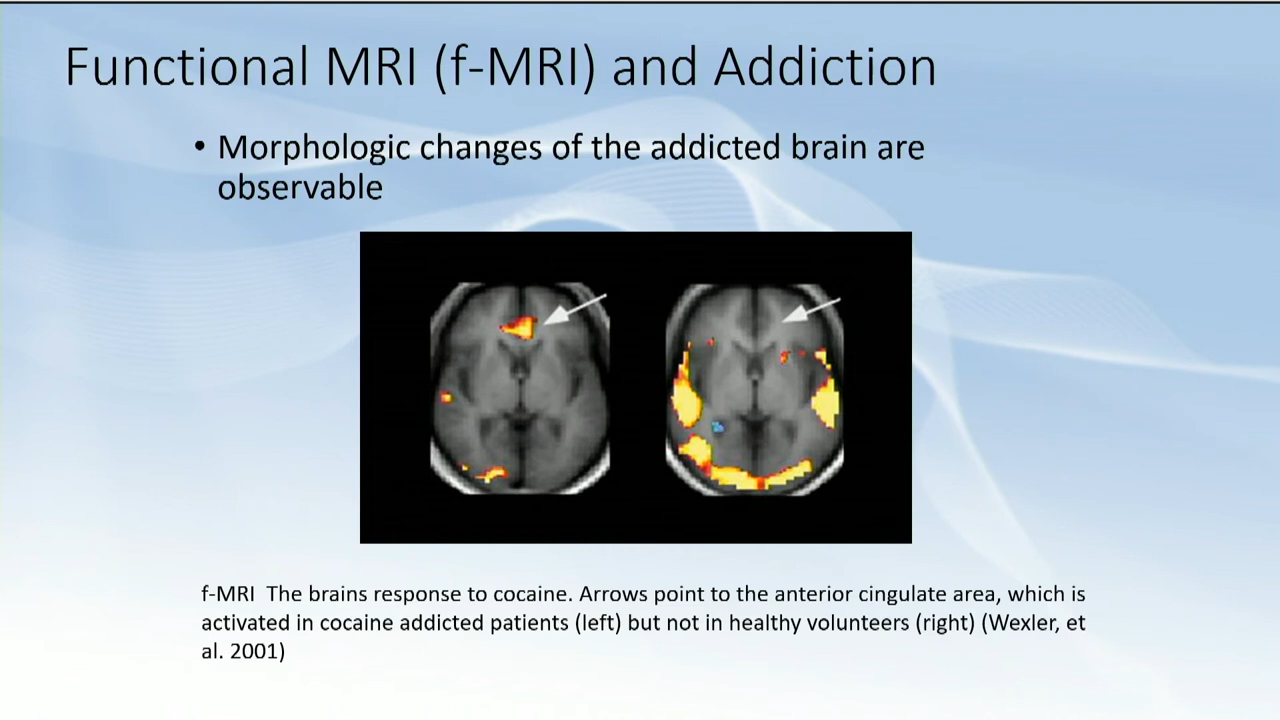 Functional MRI (f-MRI) and Addiction
• Morphologic changes of the addicted brain are
observable
f-MRI  The brains response to cocaine. Arrows point to the anterior cingulate area, which is
activated in cocaine addicted patients (left) but not in healthy volunteers (right) (Wexler, et
al. 2001)